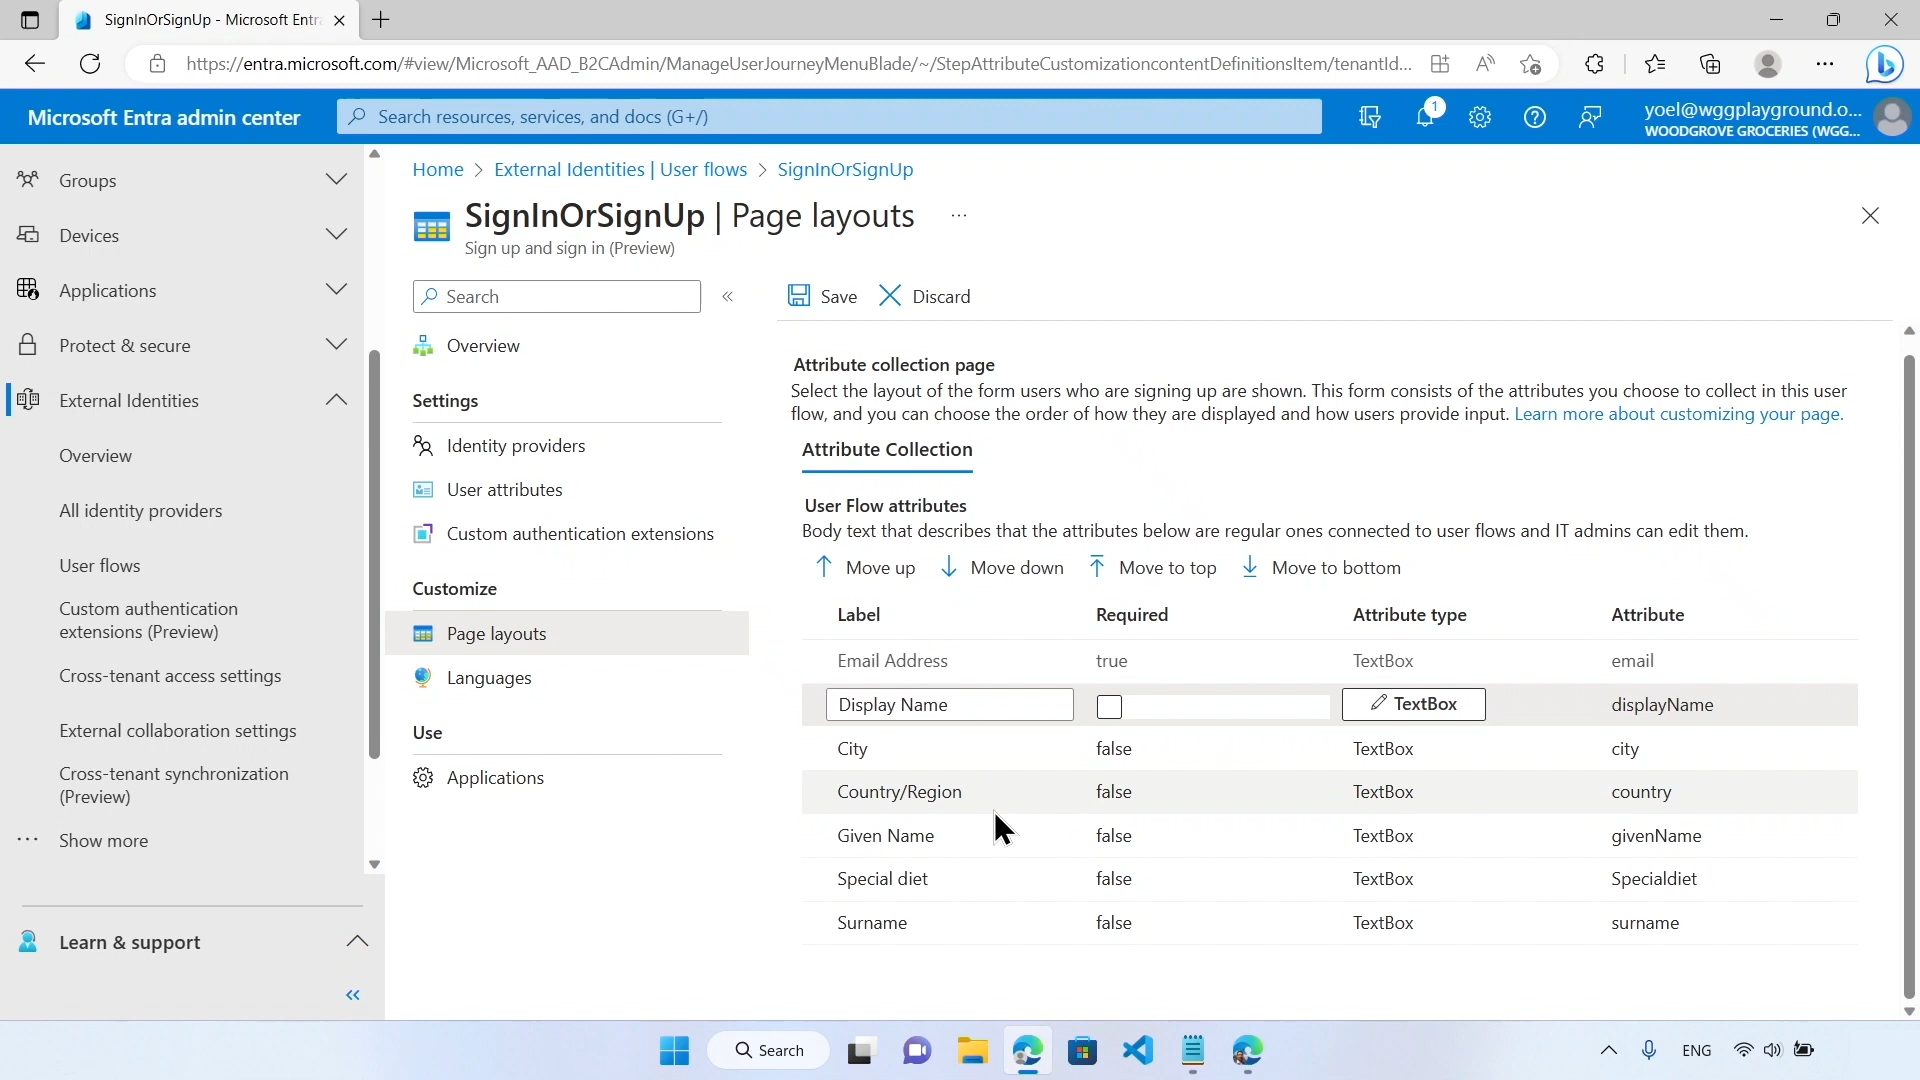 SignInOrSignUp - Microsoft Entr
https://entra.microsoft.com/#view/Microsoft_AAD_B2CAdmin/ManageUserJourneyMenuBlade/~/StepAttributeCustomizationcontentDefinitionsItem/tenantId...
Microsoft Entra admin center
Search resources, services, and docs (G+/)
1
yoel@wggplayground.o...
WOODGROVE GROCERIES (WGG...
Groups
Devices
Applications
Protect & secure
External Identities
Overview
All identity providers
User flows
Custom authentication
extensions (Preview)
Cross-tenant access settings
External collaboration settings
Cross-tenant synchronization
(Preview)
Show more
Learn & support
Home > External Identities | User flows > SignInOrSignUp
SignInOrSignUp | Page layouts
Sign up and sign in (Preview)
Search
Overview
Settings
Identity providers
User attributes
Custom authentication extensions
Customize
Page layouts
Languages
Use
Applications
Save Discard
Attribute collection page
Select the layout of the form users who are signing up are shown. This form consists of the attributes you choose to collect in this user
flow, and you can choose the order of how they are displayed and how users provide input. Learn more about customizing your page.
Attribute Collection
User Flow attributes
Body text that describes that the attributes below are regular ones connected to user flows and IT admins can edit them.
Move up Move down Move to top Move to bottom
Label Required Attribute type Attribute
Email Address true TextBox email
Display Name TextBox displayName
City false TextBox city
Country/Region false TextBox country
Given Name false TextBox givenName
Special diet false TextBox Specialdiet
Surname false TextBox surname
Search
ENG